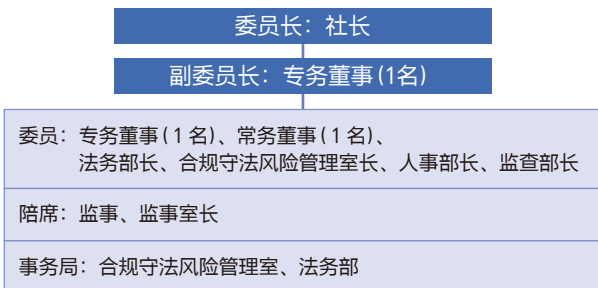 委员长：社长
副委员长：专务董事(1名)
委员：专务董事(1名)、常务董事(1名)、
法务部长、合规守法风险管理室长、人事部长、监查部长
陪席：监事、监事室长
事务局：合规守法风险管理室、法务部